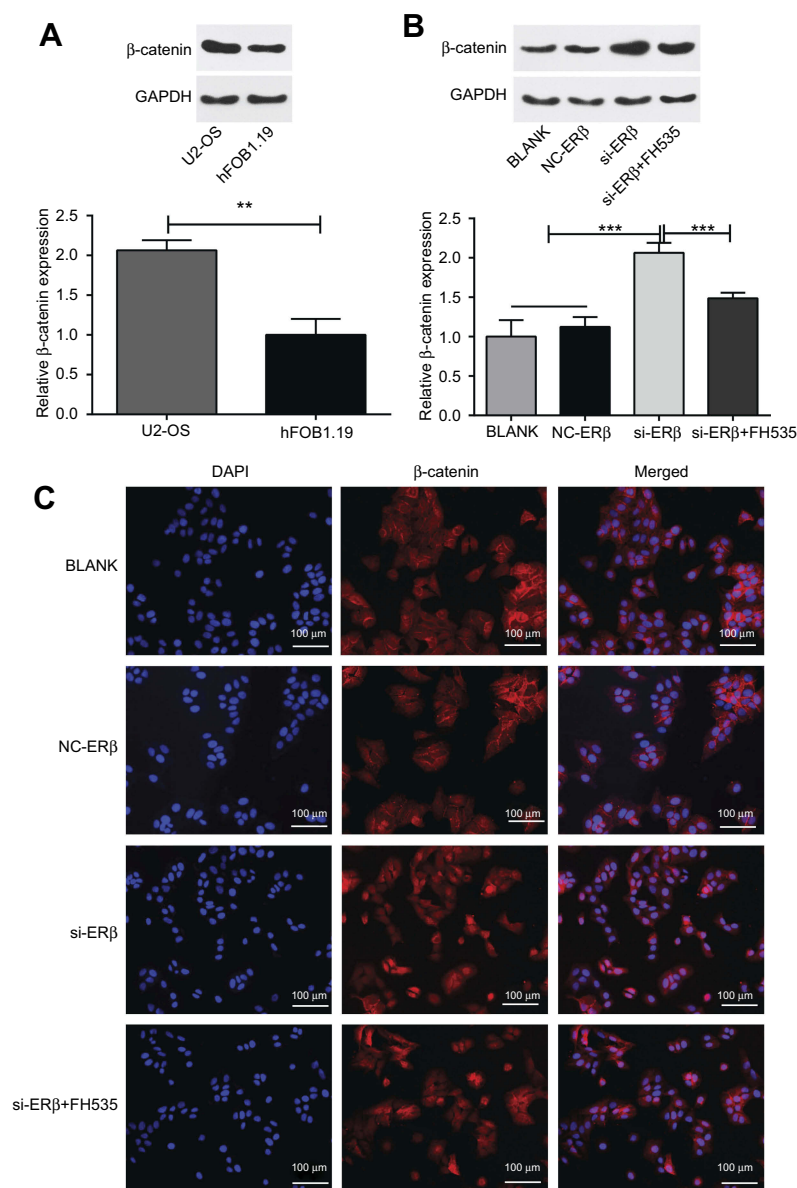 A
β-catenin
GAPDH
U2-OS
hFOB1.19
Relative β-catenin expression
2.5
2.0
1.5
1.0
0.5
0.0
**
U2-OS
hFOB1.19
B
β-catenin
GAPDH
BLANK
NC-ERβ
si-ERβ
si-ERβ+FH535
Relative β-catenin expression
2.5
2.0
1.5
1.0
0.5
0.0
***
***
BLANK
NC-ERβ
si-ERβ
si-ERβ+FH535
C
DAPI
β-catenin
Merged
BLANK
100 μm
100 μm
100 μm
NC-ERβ
100 μm
100 μm
100 μm
si-ERβ
100 μm
100 μm
100 μm
si-ERβ+FH535
100 μm
100 μm
100 μm